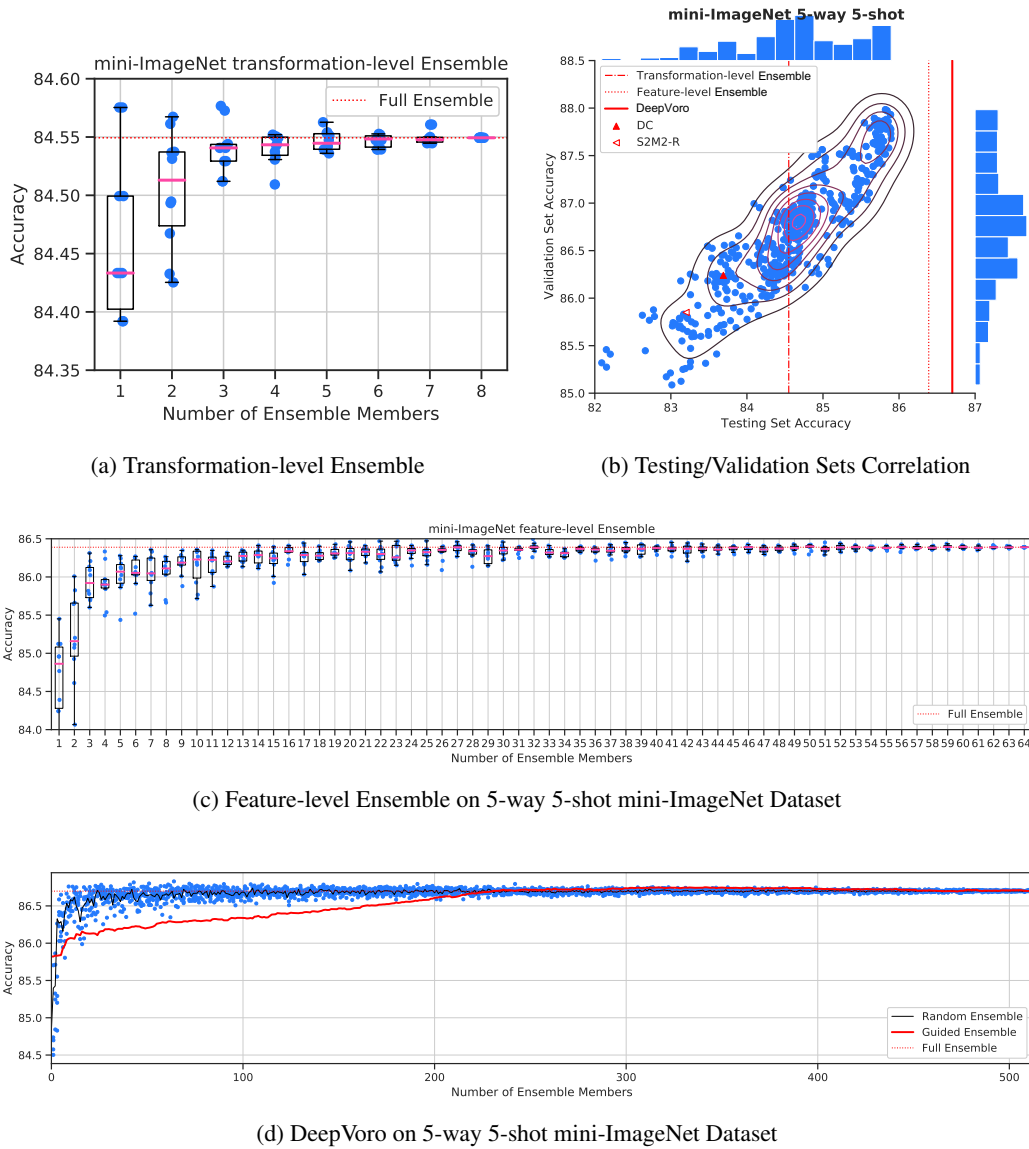 mini-ImageNet transformation-level Ensemble
84.60
84.55
84.50
84.45
84.40
84.35
Accuracy
Full Ensemble
1 2 3 4 5 6 7 8
Number of Ensemble Members
(a) Transformation-level Ensemble
mini-ImageNet 5-way 5-shot
88.5
88.0
87.5
87.0
86.5
86.0
85.5
85.0
Validation Set Accuracy
Transformation-level Ensemble
Feature-level Ensemble
DeepVoro
DC
S2M2-R
82 83 84 85 86 87
Testing Set Accuracy
(b) Testing/Validation Sets Correlation
mini-ImageNet feature-level Ensemble
86.5
86.0
85.5
85.0
84.5
84.0
Accuracy
Full Ensemble
1 2 3 4 5 6 7 8 9 10 11 12 13 14 15 16 17 18 19 20 21 22 23 24 25 26 27 28 29 30 31 32 33 34 35 36 37 38 39 40 41 42 43 44 45 46 47 48 49 50 51 52 53 54 55 56 57 58 59 60 61 62 63 64
Number of Ensemble Members
(c) Feature-level Ensemble on 5-way 5-shot mini-ImageNet Dataset
86.5
86.0
85.5
85.0
84.5
Accuracy
Random Ensemble
Guided Ensemble
Full Ensemble
0 100 200 300 400 500
Number of Ensemble Members
(d) DeepVoro on 5-way 5-shot mini-ImageNet Dataset